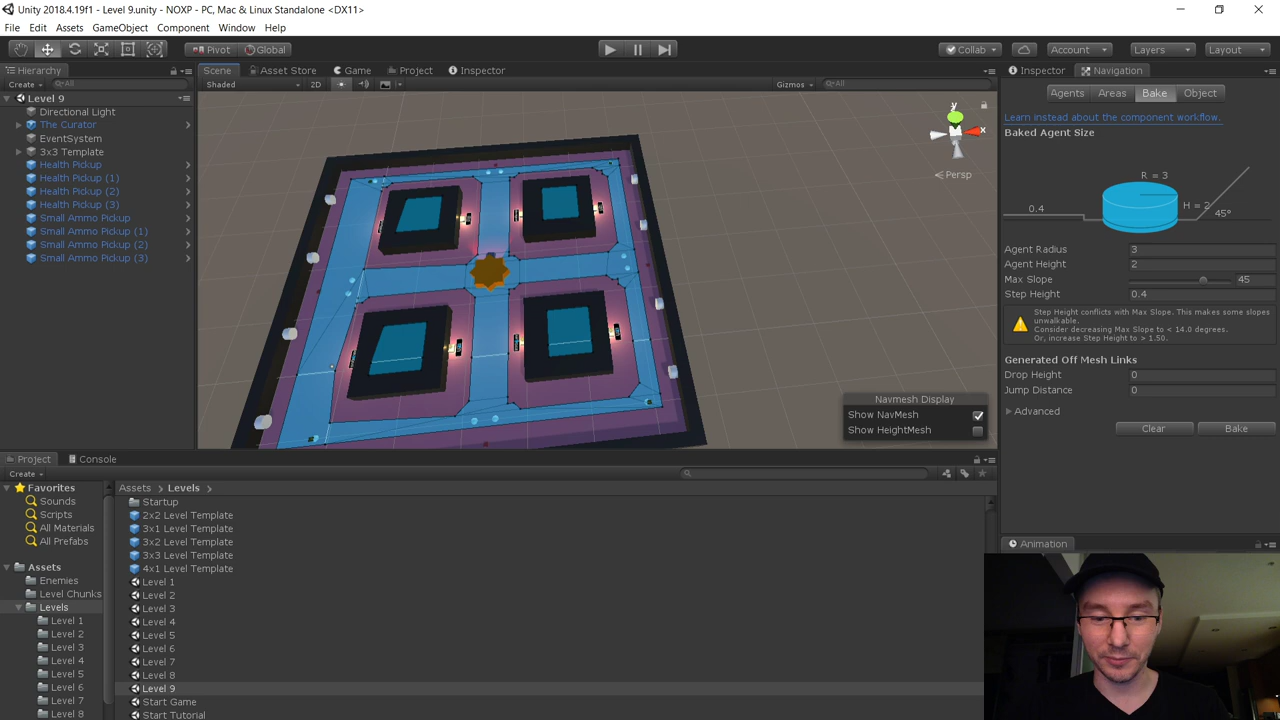 Unity 2018.4.19f1 - Level 9.unity - NOXP - PC, Mac & Linux Standalone <DX11>
File Edit Assets GameObject Component Window Help
Pivot Global Collab Account Layers Layout
Hierarchy Scene Asset Store Game Project Inspector Inspector Navigation
Create All Shaded 2D Gizmos All
Agents Areas Bake Object
Level 9
Directional Light
The Curator
EventSystem
3x3 Template
Health Pickup
Health Pickup (1)
Health Pickup (2)
Health Pickup (3)
Small Ammo Pickup
Small Ammo Pickup (1)
Small Ammo Pickup (2)
Small Ammo Pickup (3)
y
x
Persp
Navmesh Display
Show NavMesh
Show HeightMesh
Learn instead about the component workflow.
Baked Agent Size
R = 3
0.4
H = 2
45°
Agent Radius 3
Agent Height 2
Max Slope 45
Step Height 0.4
Step Height conflicts with Max Slope. This makes some slopes
unwalkable.
Consider decreasing Max Slope to < 14.0 degrees.
Or, increase Step Height to > 1.50.
Generated Off Mesh Links
Drop Height 0
Jump Distance 0
Advanced
Clear Bake
Project Console
Create
Favorites
Sounds
Scripts
All Materials
All Prefabs
Assets
Enemies
Level Chunks
Levels
Level 1
Level 2
Level 3
Level 4
Level 5
Level 6
Level 7
Level 8
Assets > Levels >
Startup
2x2 Level Template
3x1 Level Template
3x2 Level Template
3x3 Level Template
4x1 Level Template
Level 1
Level 2
Level 3
Level 4
Level 5
Level 6
Level 7
Level 8
Level 9
Start Game
Start Tutorial
Animation